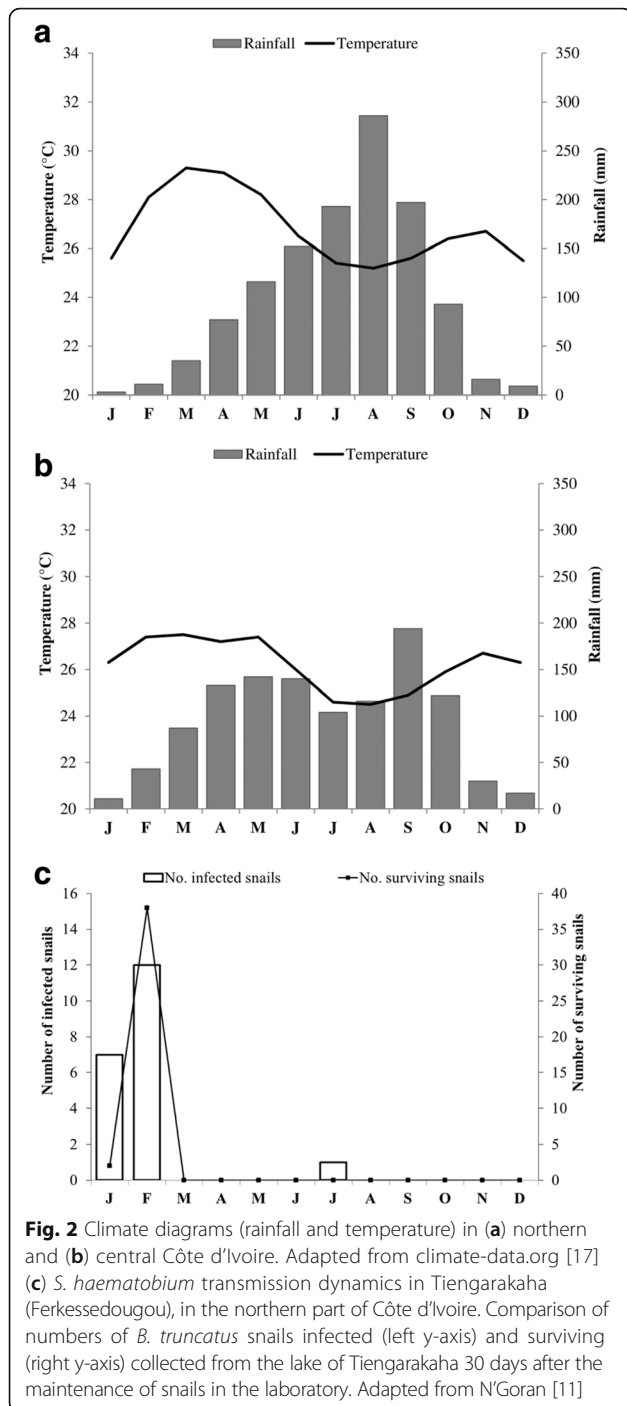 a
Rainfall Temperature
34 350
32 300
30 250
28 200
26 150
24 100
22 50
20 0
Temperature (°C)
Rainfall (mm)
J F M A M J J A S O N D
b
Rainfall Temperature
34 350
32 300
30 250
28 200
26 150
24 100
22 50
20 0
Temperature (°C)
Rainfall (mm)
J F M A M J J A S O N D
c
No. infected snails No. surviving snails
16 40
14 35
12 30
10 25
8 20
6 15
4 10
2 5
0 0
Number of infected snails
Number of surviving snails
J F M A M J J A S O N D
Fig. 2 Climate diagrams (rainfall and temperature) in (a) northern
and (b) central Côte d'Ivoire. Adapted from climate-data.org [17]
(c) S. haematobium transmission dynamics in Tiengarakaha
(Ferkessedougou), in the northern part of Côte d'Ivoire. Comparison of
numbers of B. truncatus snails infected (left y-axis) and surviving
(right y-axis) collected from the lake of Tiengarakaha 30 days after the
maintenance of snails in the laboratory. Adapted from N'Goran [11]